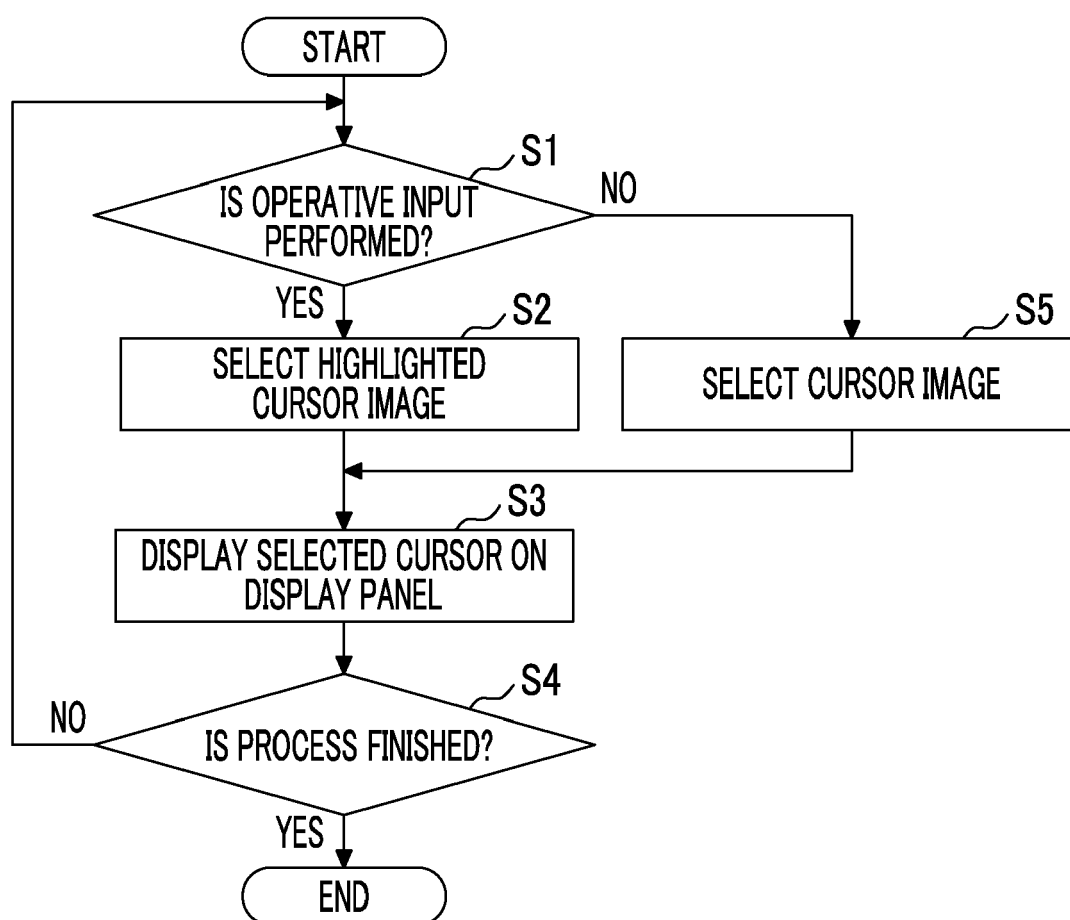 START
S1
IS OPERATIVE INPUT
PERFORMED?
NO
YES
S2
SELECT HIGHLIGHTED
CURSOR IMAGE
S5
SELECT CURSOR IMAGE
S3
DISPLAY SELECTED CURSOR ON
DISPLAY PANEL
S4
NO
IS PROCESS FINISHED?
YES
END